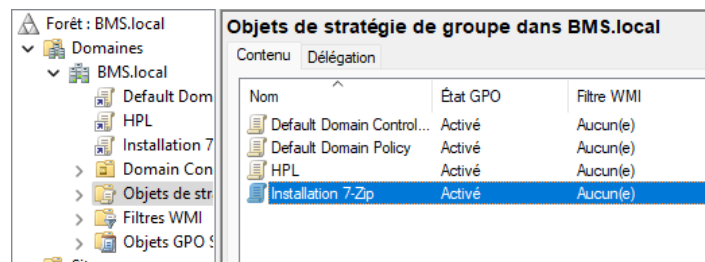 Forêt : BMS.local
Domaines
BMS.local
Default Dom
HPL
Installation 7
Domain Con
Objets de str
Filtres WMI
Objets GPO S
Objets de stratégie de groupe dans BMS.local
Contenu Délégation
Nom État GPO Filtre WMI
Default Domain Control... Activé Aucun(e)
Default Domain Policy Activé Aucun(e)
HPL Activé Aucun(e)
Installation 7-Zip Activé Aucun(e)